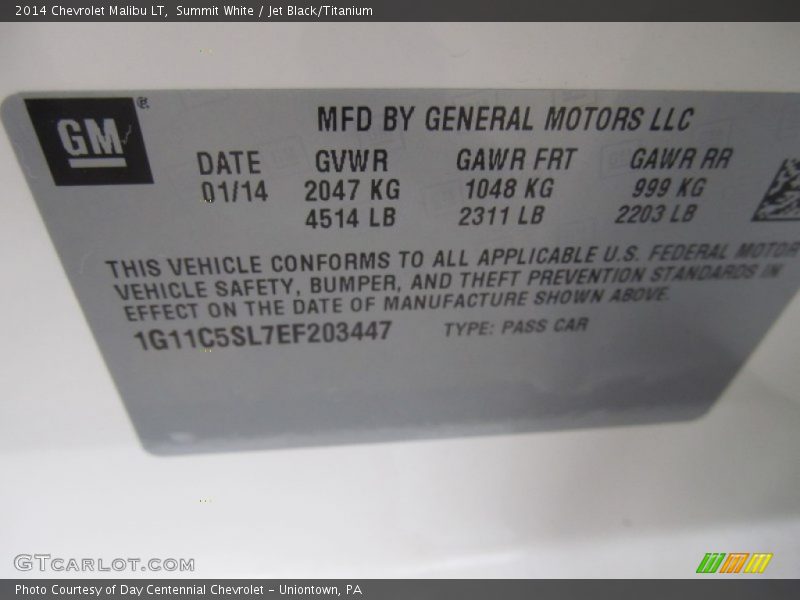 2014 Chevrolet Malibu LT,  Summit White / Jet Black/Titanium
GM®
MFD BY GENERAL MOTORS LLC
DATE GVWR GAWR FRT GAWR RR
01/14 2047 KG 1048 KG 999 KG
4514 LB 2311 LB 2203 LB
THIS VEHICLE CONFORMS TO ALL APPLICABLE U.S. FEDERAL MOTOR
VEHICLE SAFETY, BUMPER, AND THEFT PREVENTION STANDARDS IN
EFFECT ON THE DATE OF MANUFACTURE SHOWN ABOVE.
1G11C5SL7EF203447 TYPE: PASS CAR
GTCARLOT.COM
Photo Courtesy of Day Centennial Chevrolet - Uniontown, PA